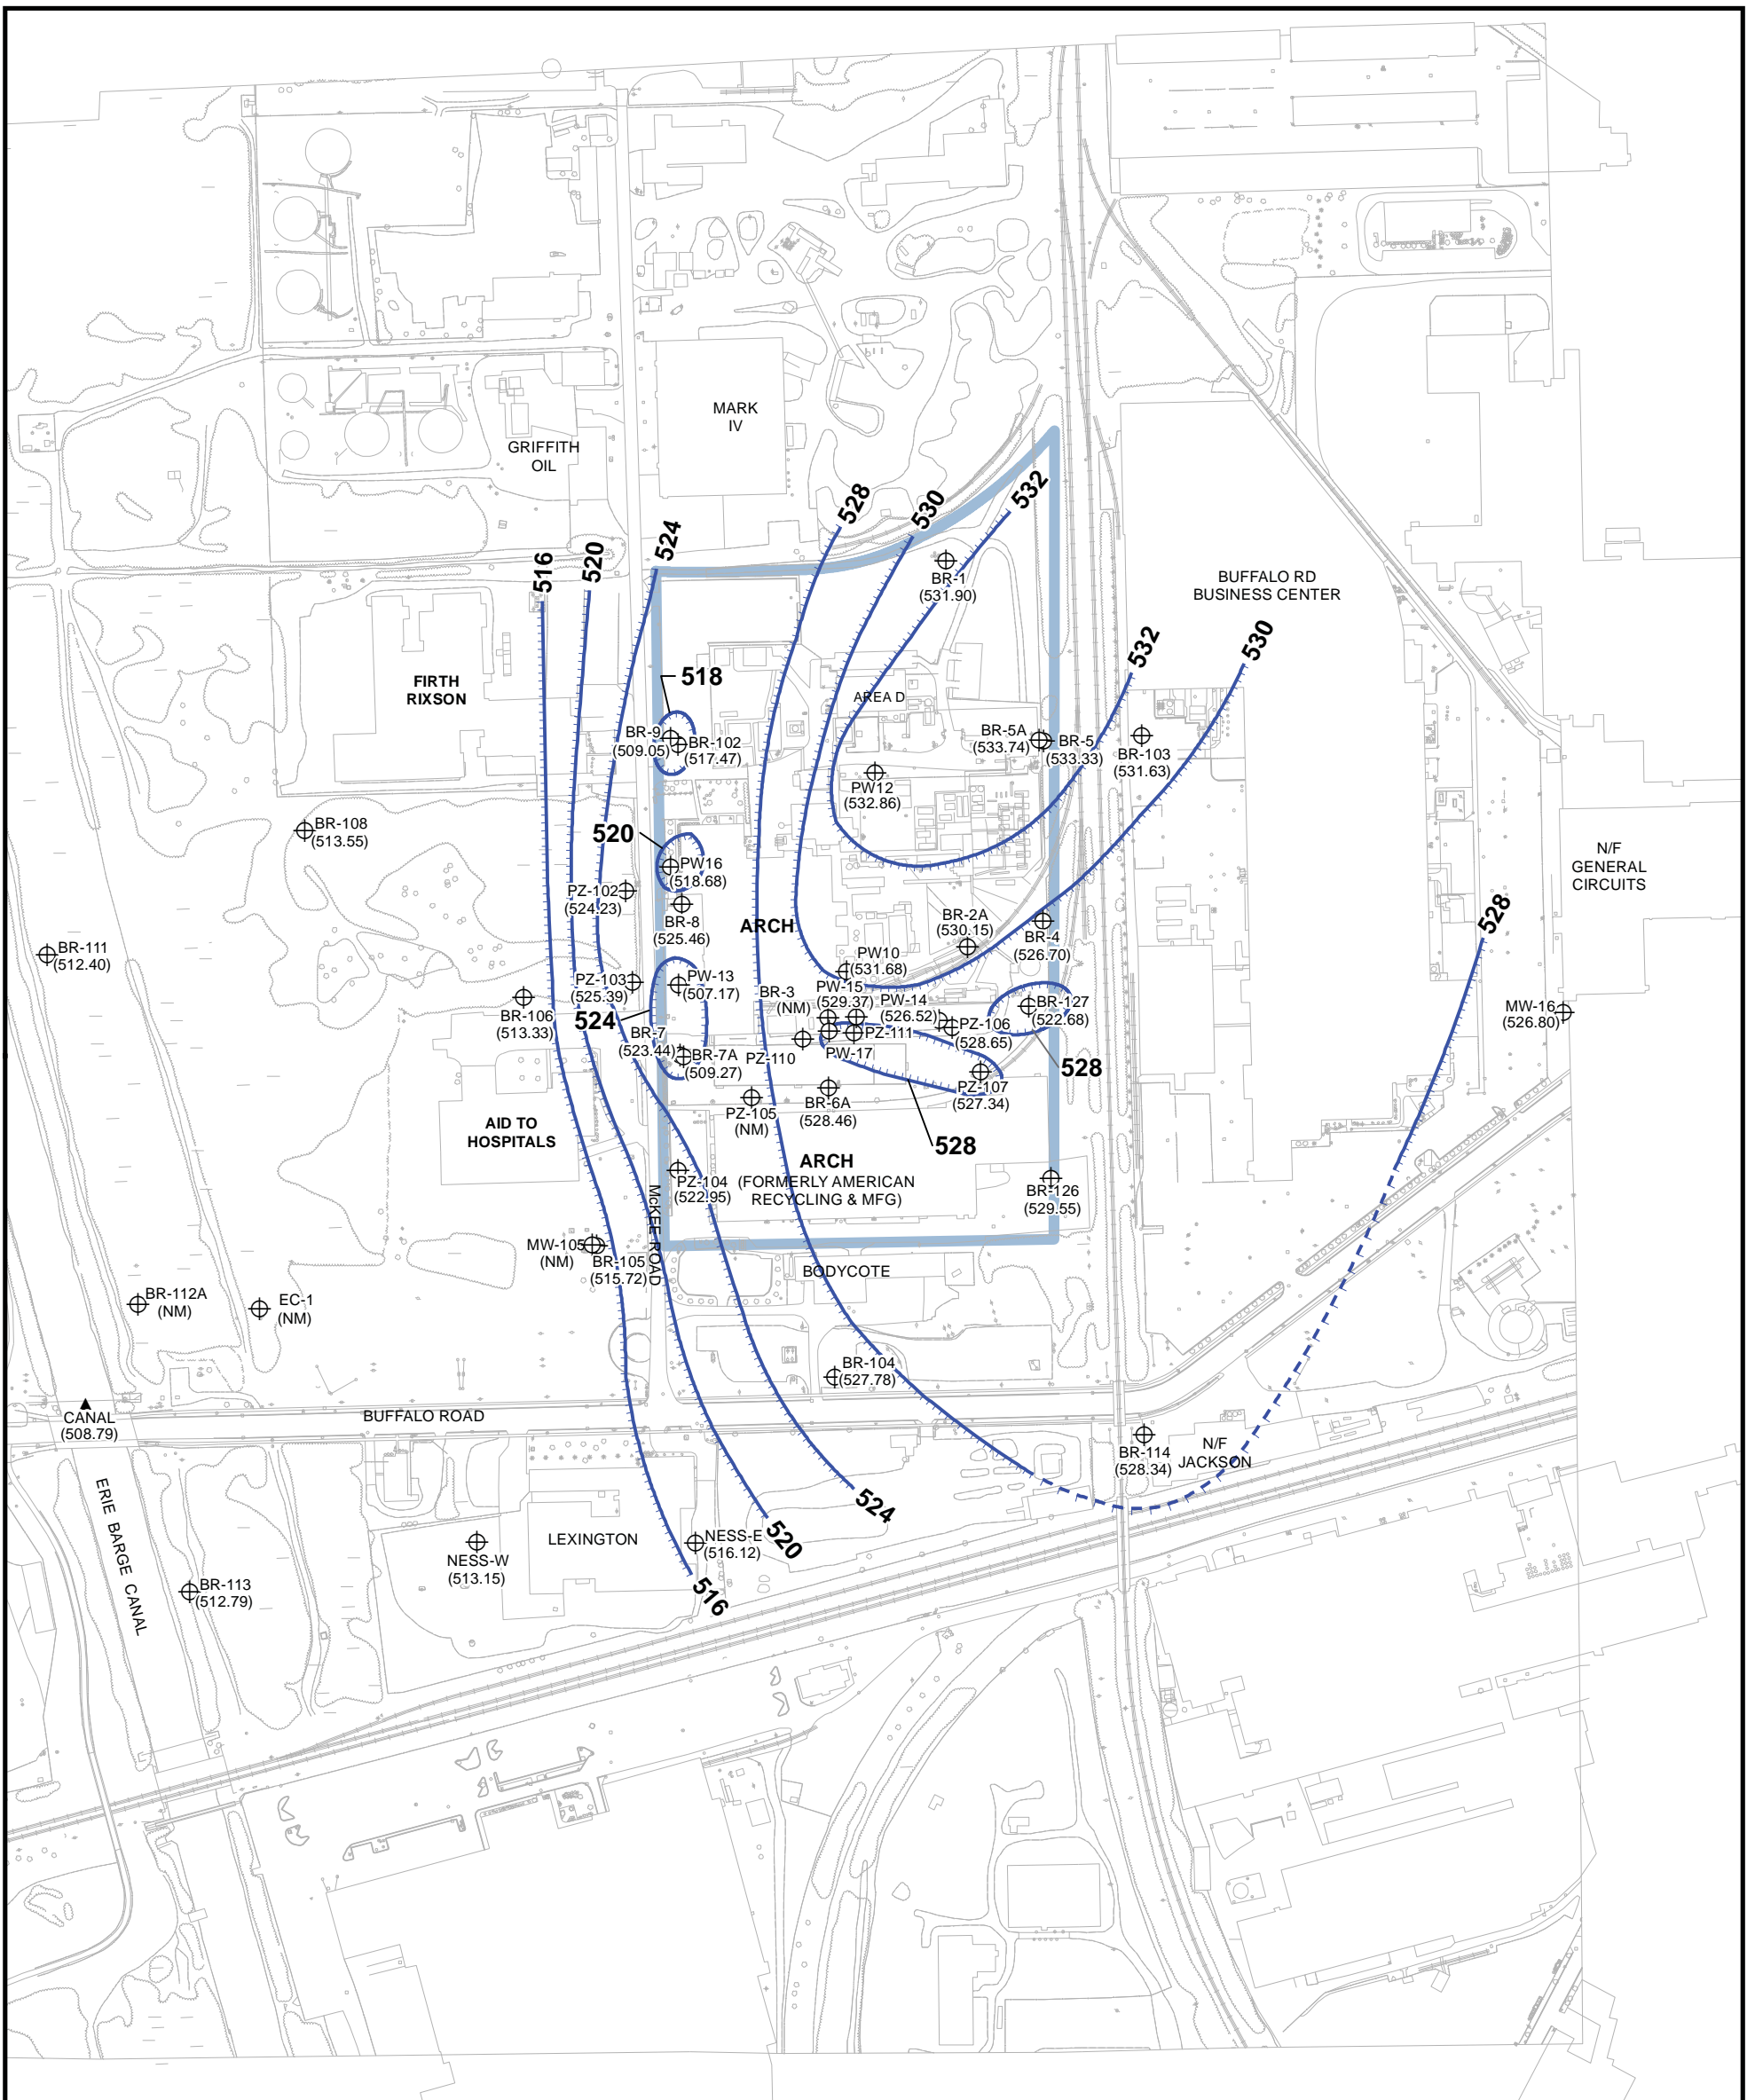 MARK
IV
GRIFFITH
OIL
528
530
532
524
520
516
BR-1
(531.90)
BUFFALO RD
BUSINESS CENTER
532
530
FIRTH
RIXSON
518
AREA D
BR-9
(509.05)
BR-102
(517.47)
BR-5A
(533.74)
BR-5
(533.33)
BR-103
(531.63)
PW12
(532.86)
BR-108
(513.55)
520
PW16
(518.68)
N/F
GENERAL
CIRCUITS
PZ-102
(524.23)
BR-8
(525.46)
ARCH
BR-2A
(530.15)
BR-4
(526.70)
528
BR-111
(512.40)
PW10
(531.68)
PZ-103
(525.39)
PW-13
(507.17)
BR-3
(NM)
PW-15
(529.37)
PW-14
(526.52)
BR-127
(522.68)
MW-16
(526.80)
BR-106
(513.33)
524
PZ-106
(528.65)
BR-7
(523.44)
BR-7A
(509.27)
PZ-110
PZ-111
PW-17
528
PZ-107
(527.34)
PZ-105
(NM)
BR-6A
(528.46)
AID TO
HOSPITALS
528
ARCH
(FORMERLY AMERICAN
RECYCLING & MFG)
PZ-104
(522.95)
BR-126
(529.55)
McKEE ROAD
MW-105
(NM)
BR-105
(515.72)
BODYCOTE
BR-112A
(NM)
EC-1
(NM)
BR-104
(527.78)
CANAL
(508.79)
BUFFALO ROAD
BR-114
(528.34)
N/F
JACKSON
ERIE BARGE CANAL
524
520
516
LEXINGTON
NESS-E
(516.12)
NESS-W
(513.15)
BR-113
(512.79)